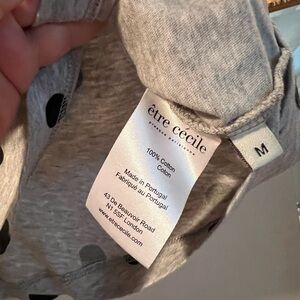 être cécile
100% Cotton
Coton
Made in Portugal
Fabriqué au Portugal
43 De Beauvoir Road
N1 5SF London
etrececile.com
M